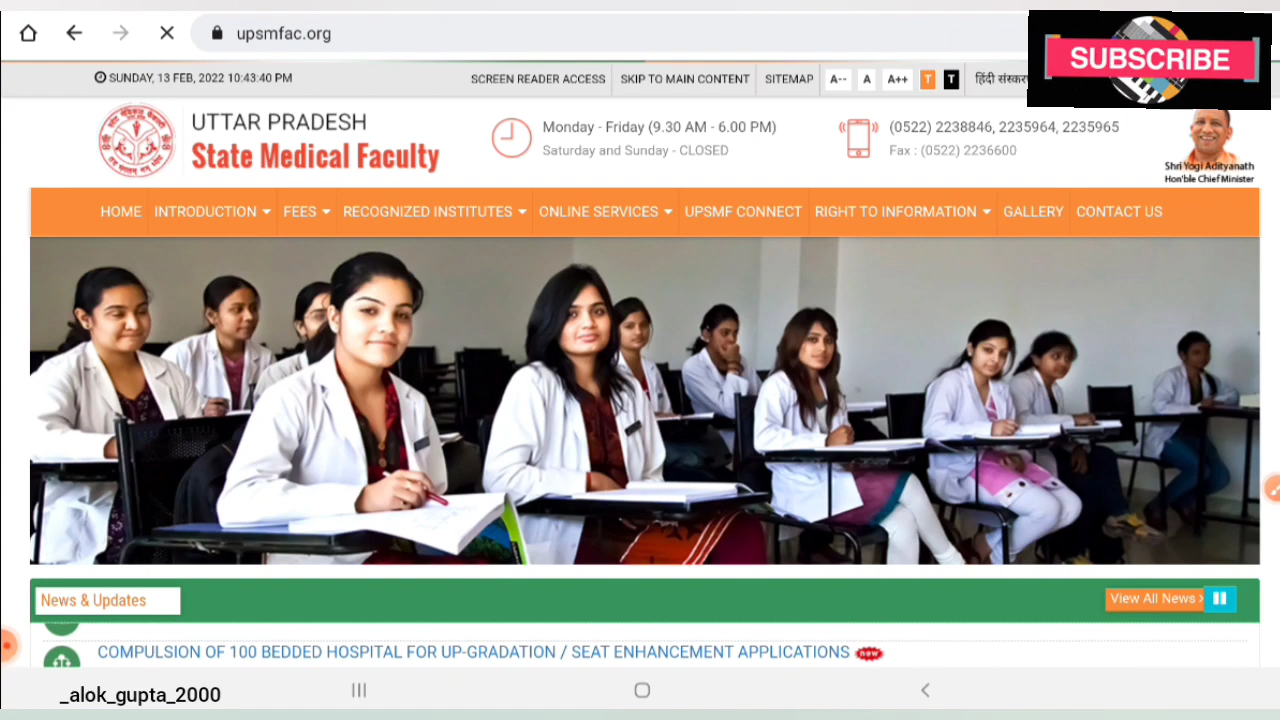 upsmfac.org
SUBSCRIBE
SUNDAY, 13 FEB, 2022 10:43:40 PM
SCREEN READER ACCESS
SKIP TO MAIN CONTENT
SITEMAP
A--
A
A++
T
T
हिंदी संस्कर
UTTAR PRADESH
State Medical Faculty
Monday - Friday (9.30 AM - 6.00 PM)
Saturday and Sunday - CLOSED
(0522) 2238846, 2235964, 2235965
Fax : (0522) 2236600
Shri Yogi Adityanath
Hon'ble Chief Minister
HOME
INTRODUCTION
FEES
RECOGNIZED INSTITUTES
ONLINE SERVICES
UPSMF CONNECT
RIGHT TO INFORMATION
GALLERY
CONTACT US
News & Updates
View All News
COMPULSION OF 100 BEDDED HOSPITAL FOR UP-GRADATION / SEAT ENHANCEMENT APPLICATIONS new
_alok_gupta_2000